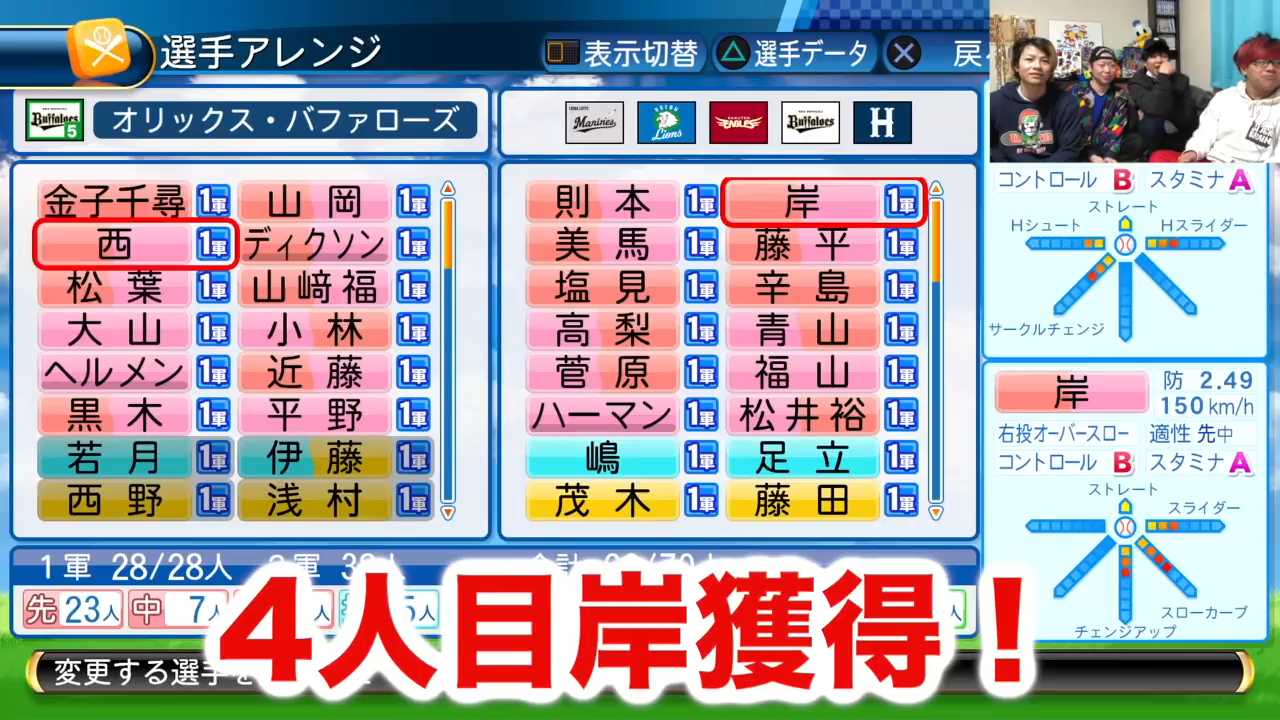 選手アレンジ
表示切替 選手データ 戻
Buffaloes 5 オリックス・バファローズ
Marines Lions EAGLES Buffaloes H
金子千尋 1軍 山岡 1軍
西 1軍 ディクソン 1軍
松葉 1軍 山﨑福 1軍
大山 1軍 小林 1軍
ヘルメン 1軍 近藤 1軍
黒木 1軍 平野 1軍
若月 1軍 伊藤 1軍
西野 1軍 浅村 1軍
則本 1軍 岸 1軍
美馬 1軍 藤平 1軍
塩見 1軍 辛島 1軍
高梨 1軍 青山 1軍
菅原 1軍 福山 1軍
ハーマン 1軍 松井裕 1軍
嶋 1軍 足立 1軍
茂木 1軍 藤田 1軍
コントロール B スタミナ A
ストレート
Hシュート Hスライダー
サークルチェンジ
岸 防 2.49
150km/h
右投オーバースロー 適性 先中
コントロール B スタミナ A
ストレート
スライダー
スローカーブ
チェンジアップ
1軍 28/28人
先 23人 中 7人
変更する選手を
4人目岸獲得！